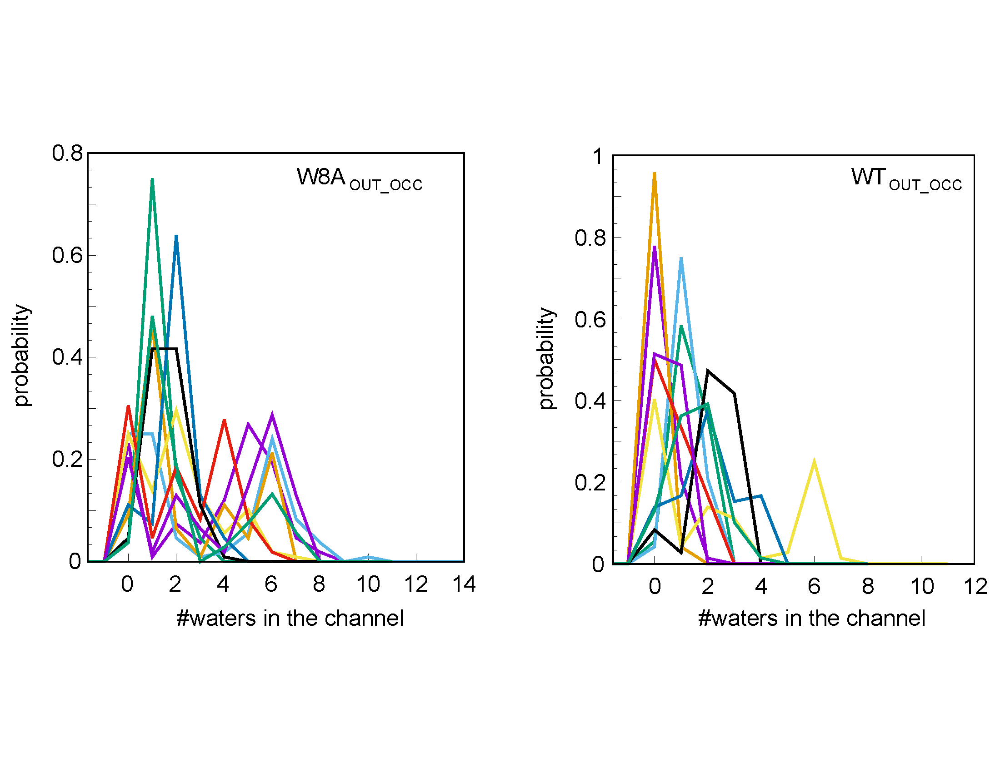 W8A OUT_OCC
0.8
0.6
0.4
0.2
0
probability
0 2 4 6 8 10 12 14
#waters in the channel
WT OUT_OCC
1
0.8
0.6
0.4
0.2
0
probability
0 2 4 6 8 10 12
#waters in the channel